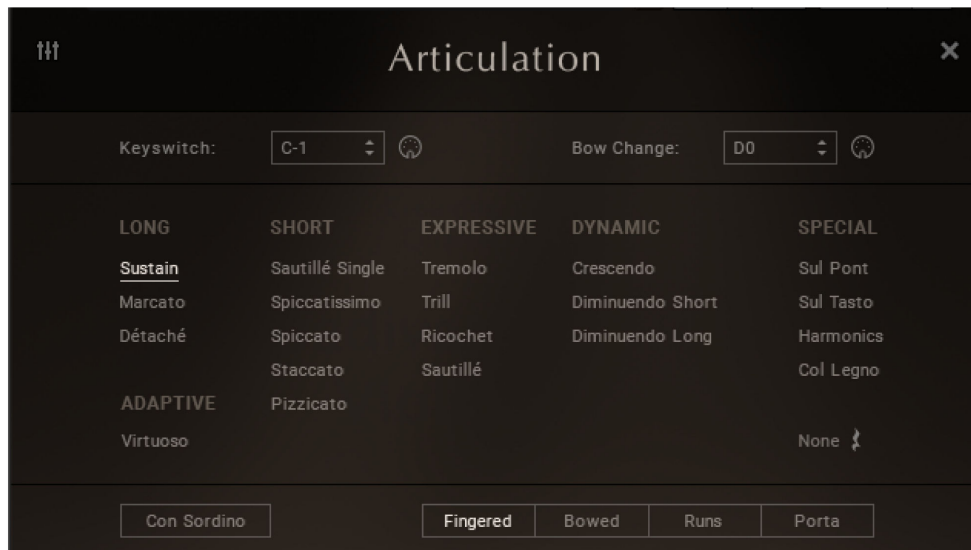 Articulation
Keyswitch: C-1 Bow Change: D0
LONG SHORT EXPRESSIVE DYNAMIC SPECIAL
Sustain Sautillé Single Tremolo Crescendo Sul Pont
Marcato Spiccatissimo Trill Diminuendo Short Sul Tasto
Détaché Spiccato Ricochet Diminuendo Long Harmonics
Staccato Sautillé Col Legno
ADAPTIVE Pizzicato
Virtuoso None
Con Sordino Fingered Bowed Runs Porta